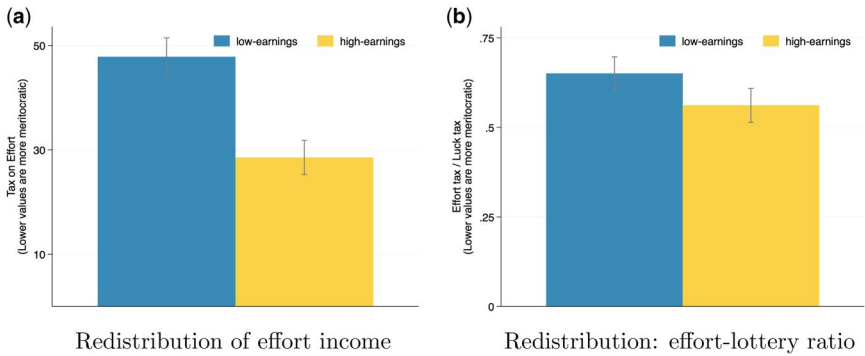 (a)
50
30
10
Tax on Effort
(Lower values are more meritocratic)
low-earnings
high-earnings
Redistribution of effort income
(b)
.75
.5
.25
0
Effort tax / Luck tax
(Lower values are more meritocratic)
low-earnings
high-earnings
Redistribution: effort-lottery ratio